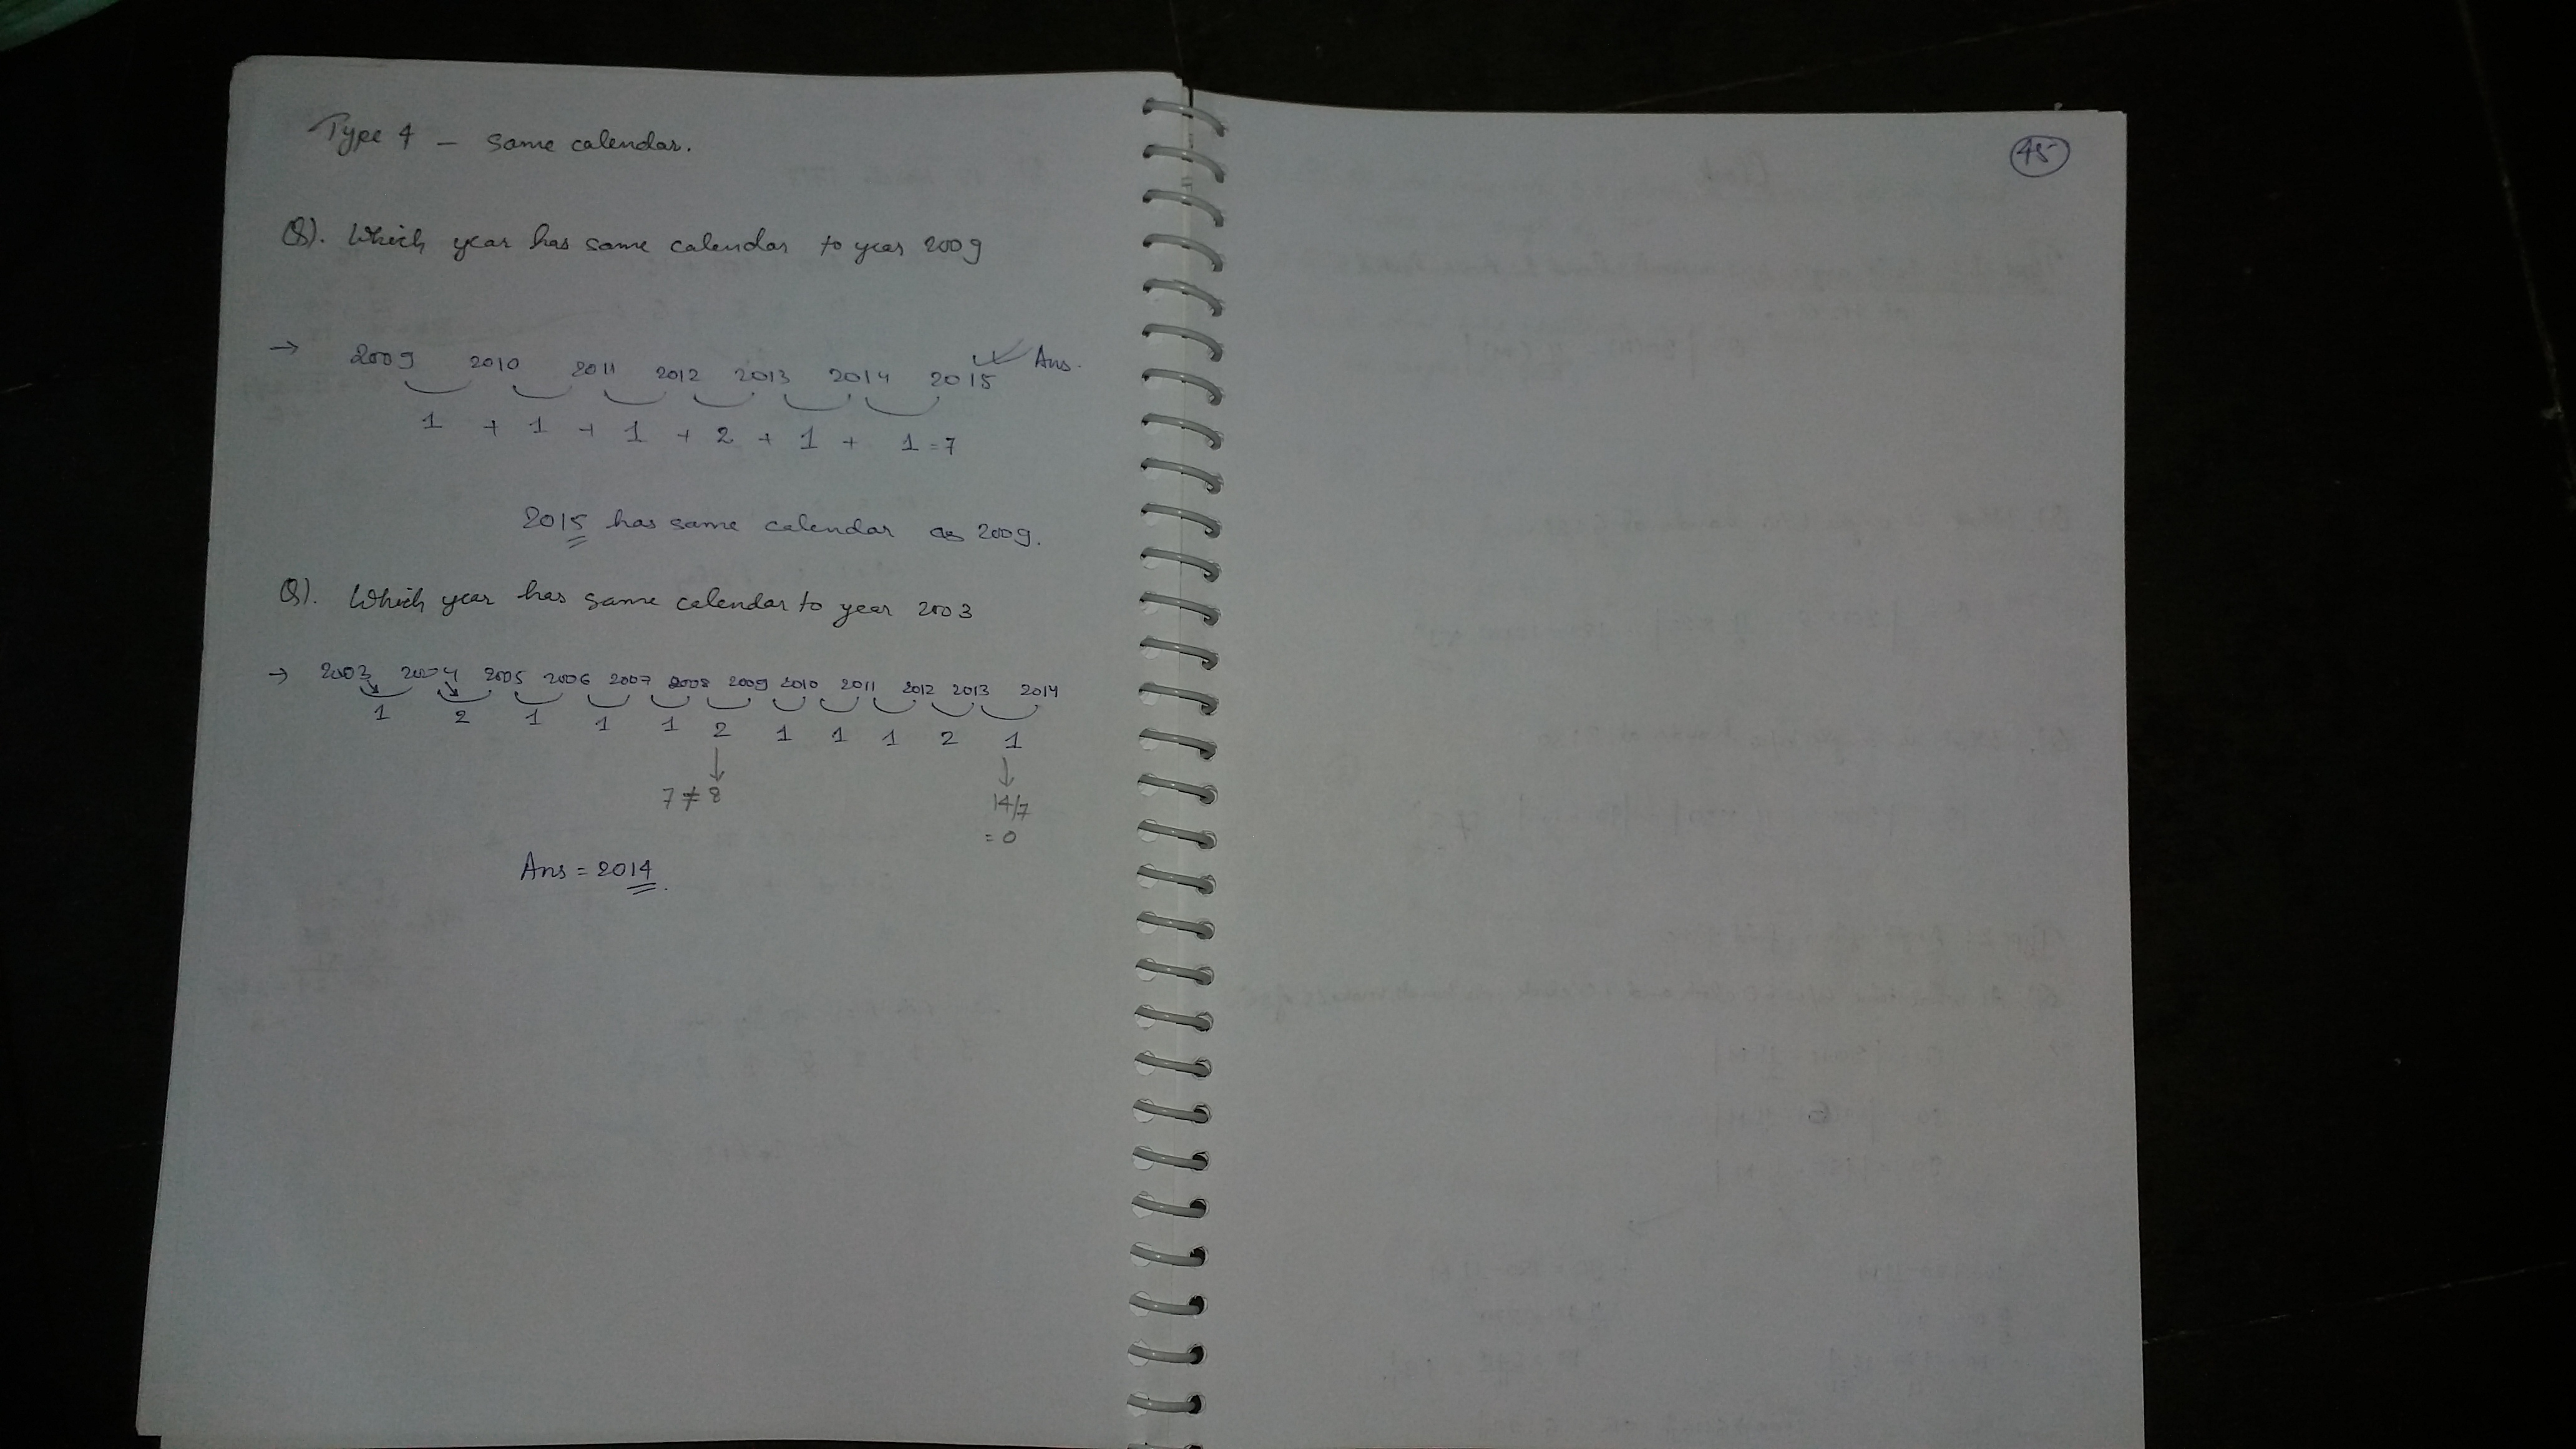 Type 4 - Same calendar.
Q). Which year has same calendar to year 2009
→ 2009 2010 2011 2012 2013 2014 2015 ✓ Ans.
1 + 1 + 1 + 2 + 1 + 1 = 7
2015 has same calendar as 2009.
Q). Which year has same calendar to year 2003
→ 2003 2004 2005 2006 2007 2008 2009 2010 2011 2012 2013 2014
1 2 1 1 1 2 1 1 1 2 1
7 ≠ 8 14/7
= 0
Ans = 2014.
45